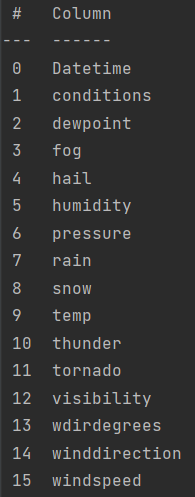 #   Column
---  ------
0   Datetime
1   conditions
2   dewpoint
3   fog
4   hail
5   humidity
6   pressure
7   rain
8   snow
9   temp
10  thunder
11  tornado
12  visibility
13  wdirdegrees
14  winddirection
15  windspeed